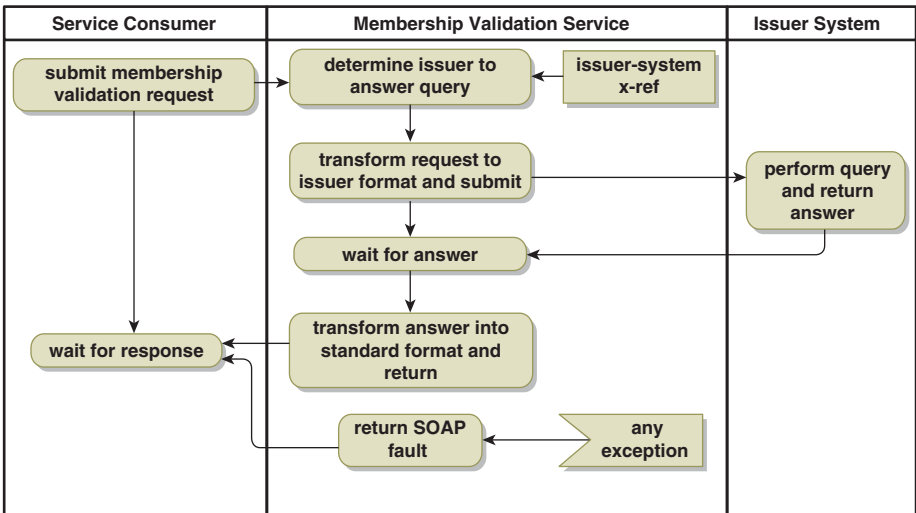 Service Consumer
Membership Validation Service
Issuer System
submit membership
validation request
determine issuer to
answer query
issuer-system
x-ref
transform request to
issuer format and submit
perform query
and return
answer
wait for answer
transform answer into
standard format and
return
wait for response
return SOAP
fault
any
exception